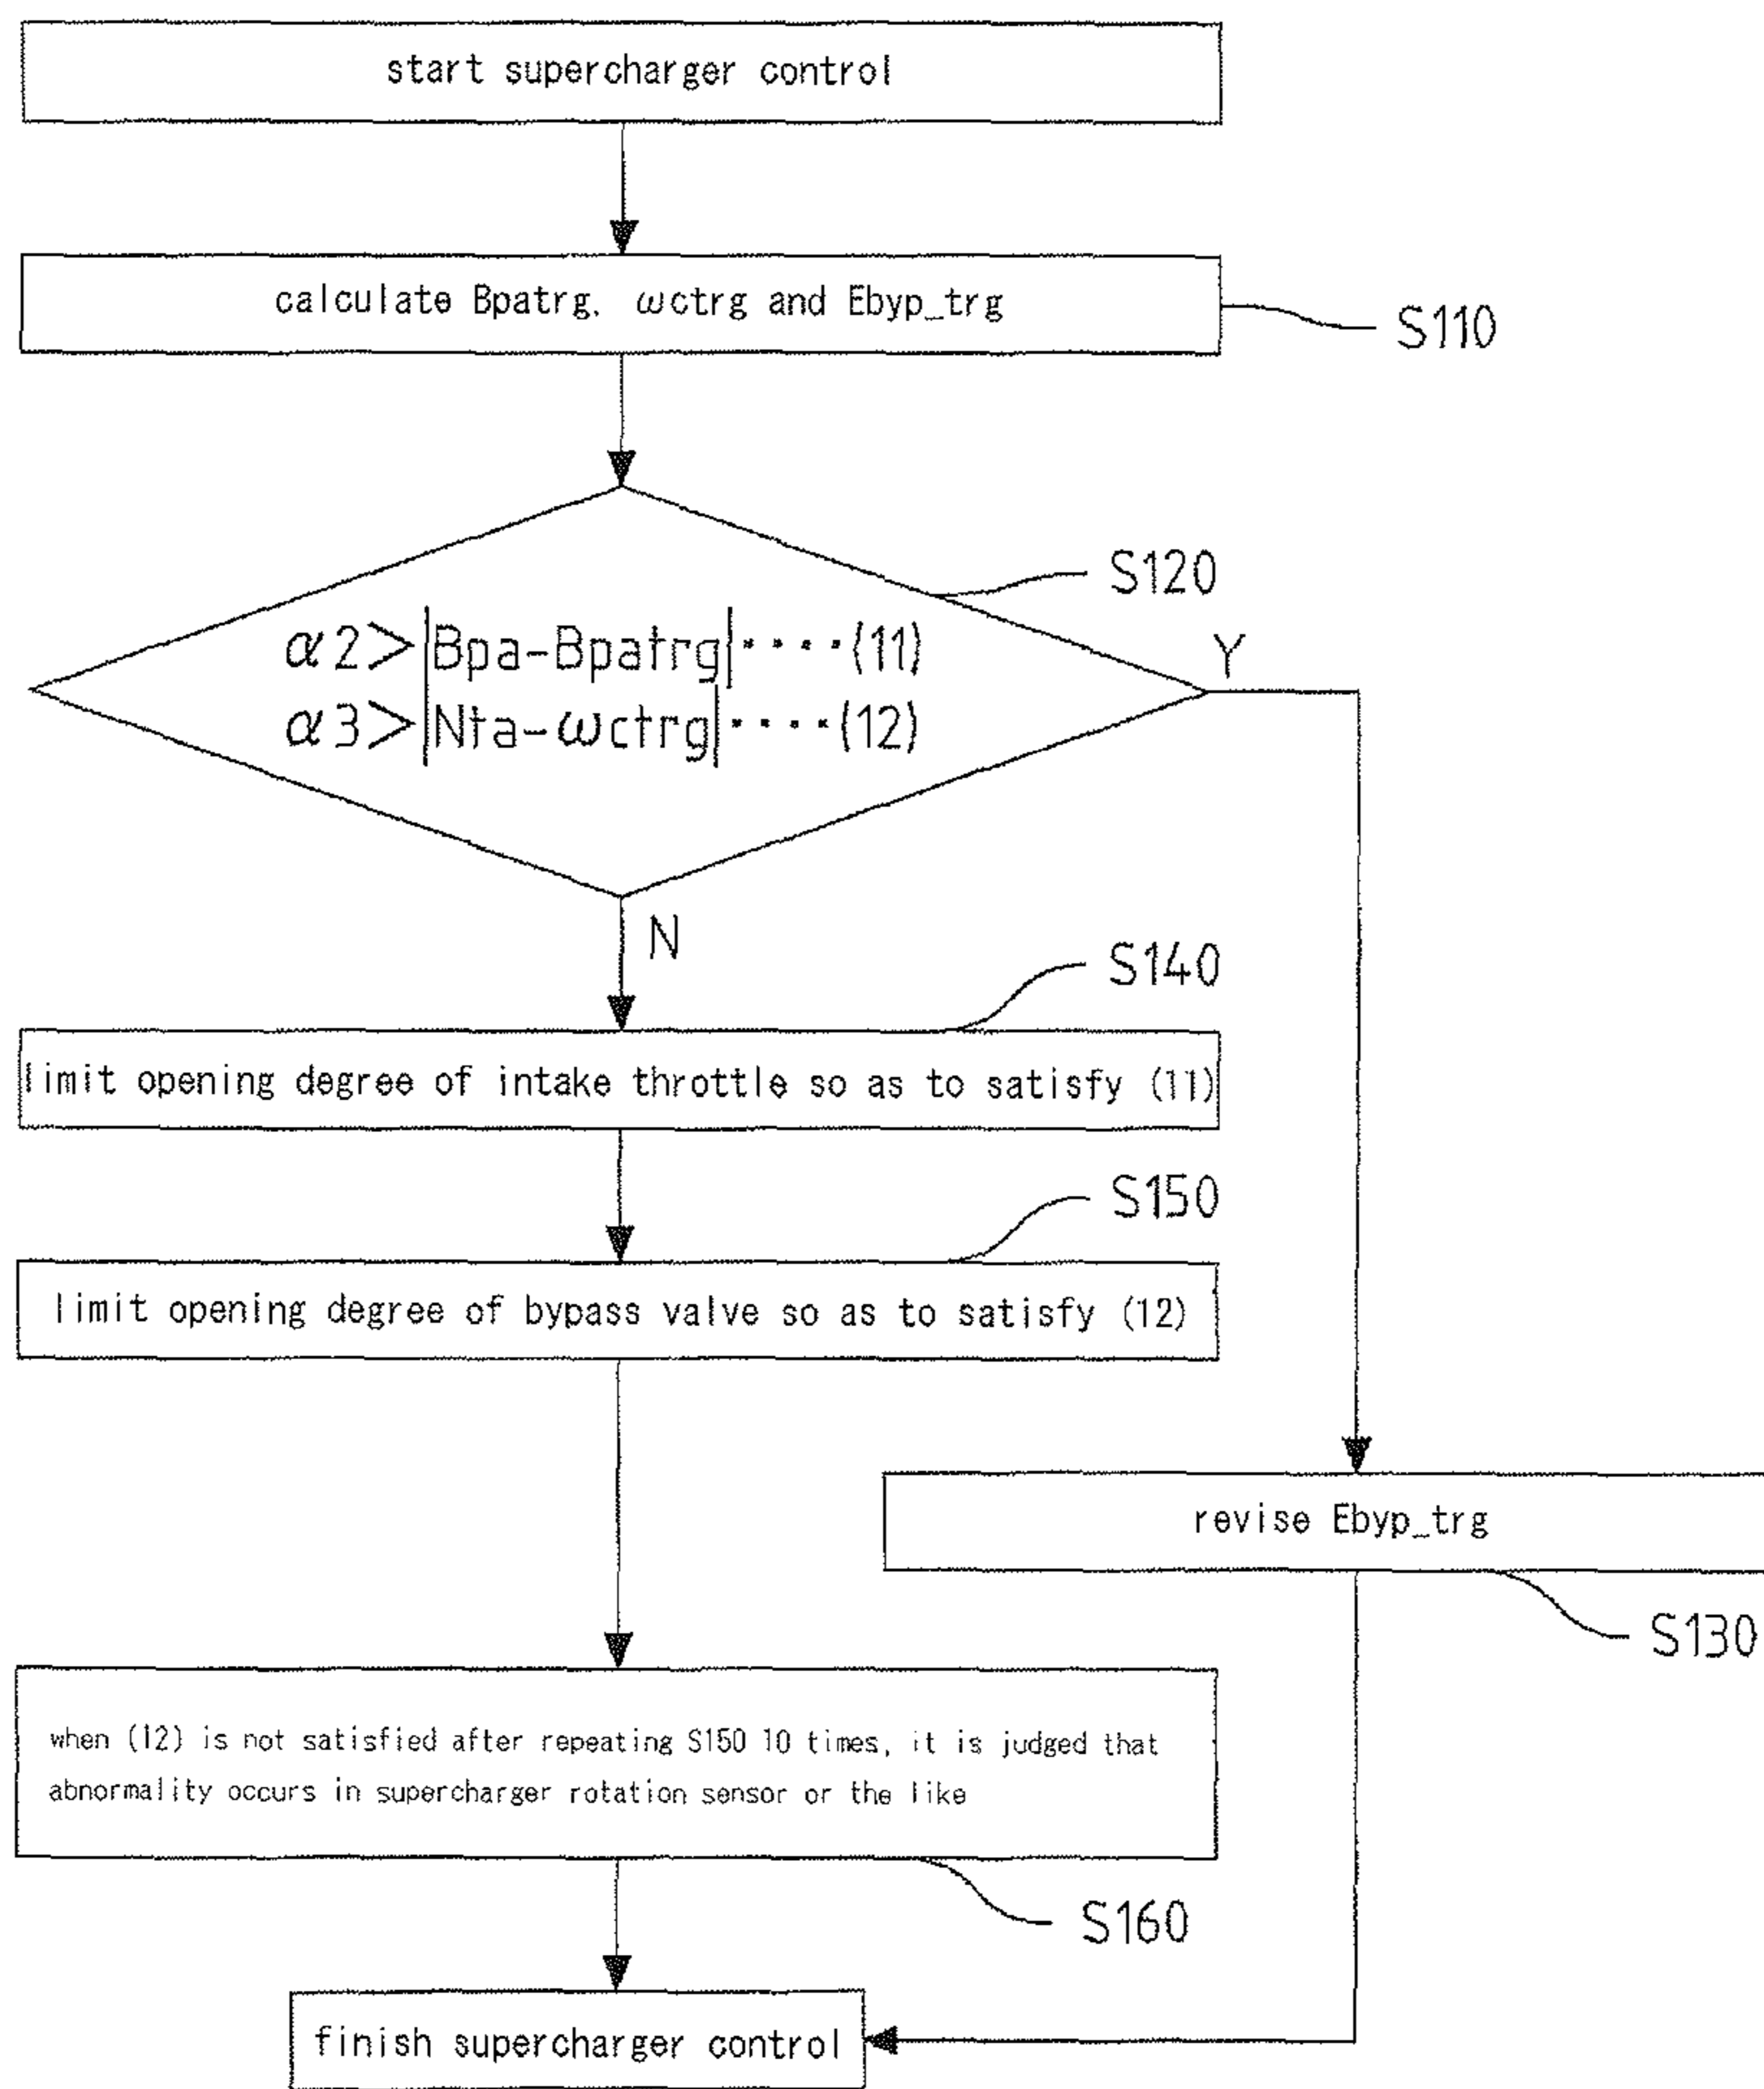 start supercharger control
calculate Bpatrg, ωctrg and Ebyp_trg
S110
S120
α2>|Bpa-Bpatrg|････(11)
α3>|Nta-ωctrg|････(12)
Y
N
S140
limit opening degree of intake throttle so as to satisfy (11)
S150
limit opening degree of bypass valve so as to satisfy (12)
revise Ebyp_trg
S130
when (12) is not satisfied after repeating S150 10 times, it is judged that
abnormality occurs in supercharger rotation sensor or the like
S160
finish supercharger control